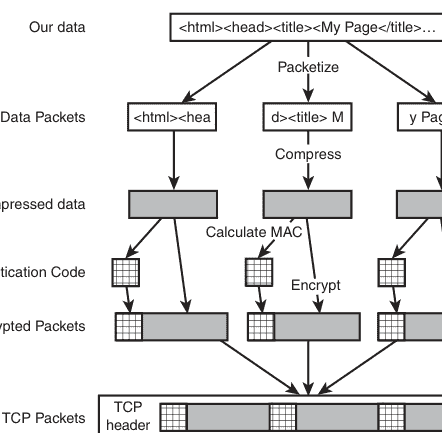 Our data
<html><head><title><My Page</title>...
Packetize
Data Packets
<html><hea
d><title> M
y Pag
Compress
npressed data
Calculate MAC
tication Code
Encrypt
ypted Packets
TCP Packets
TCP
header